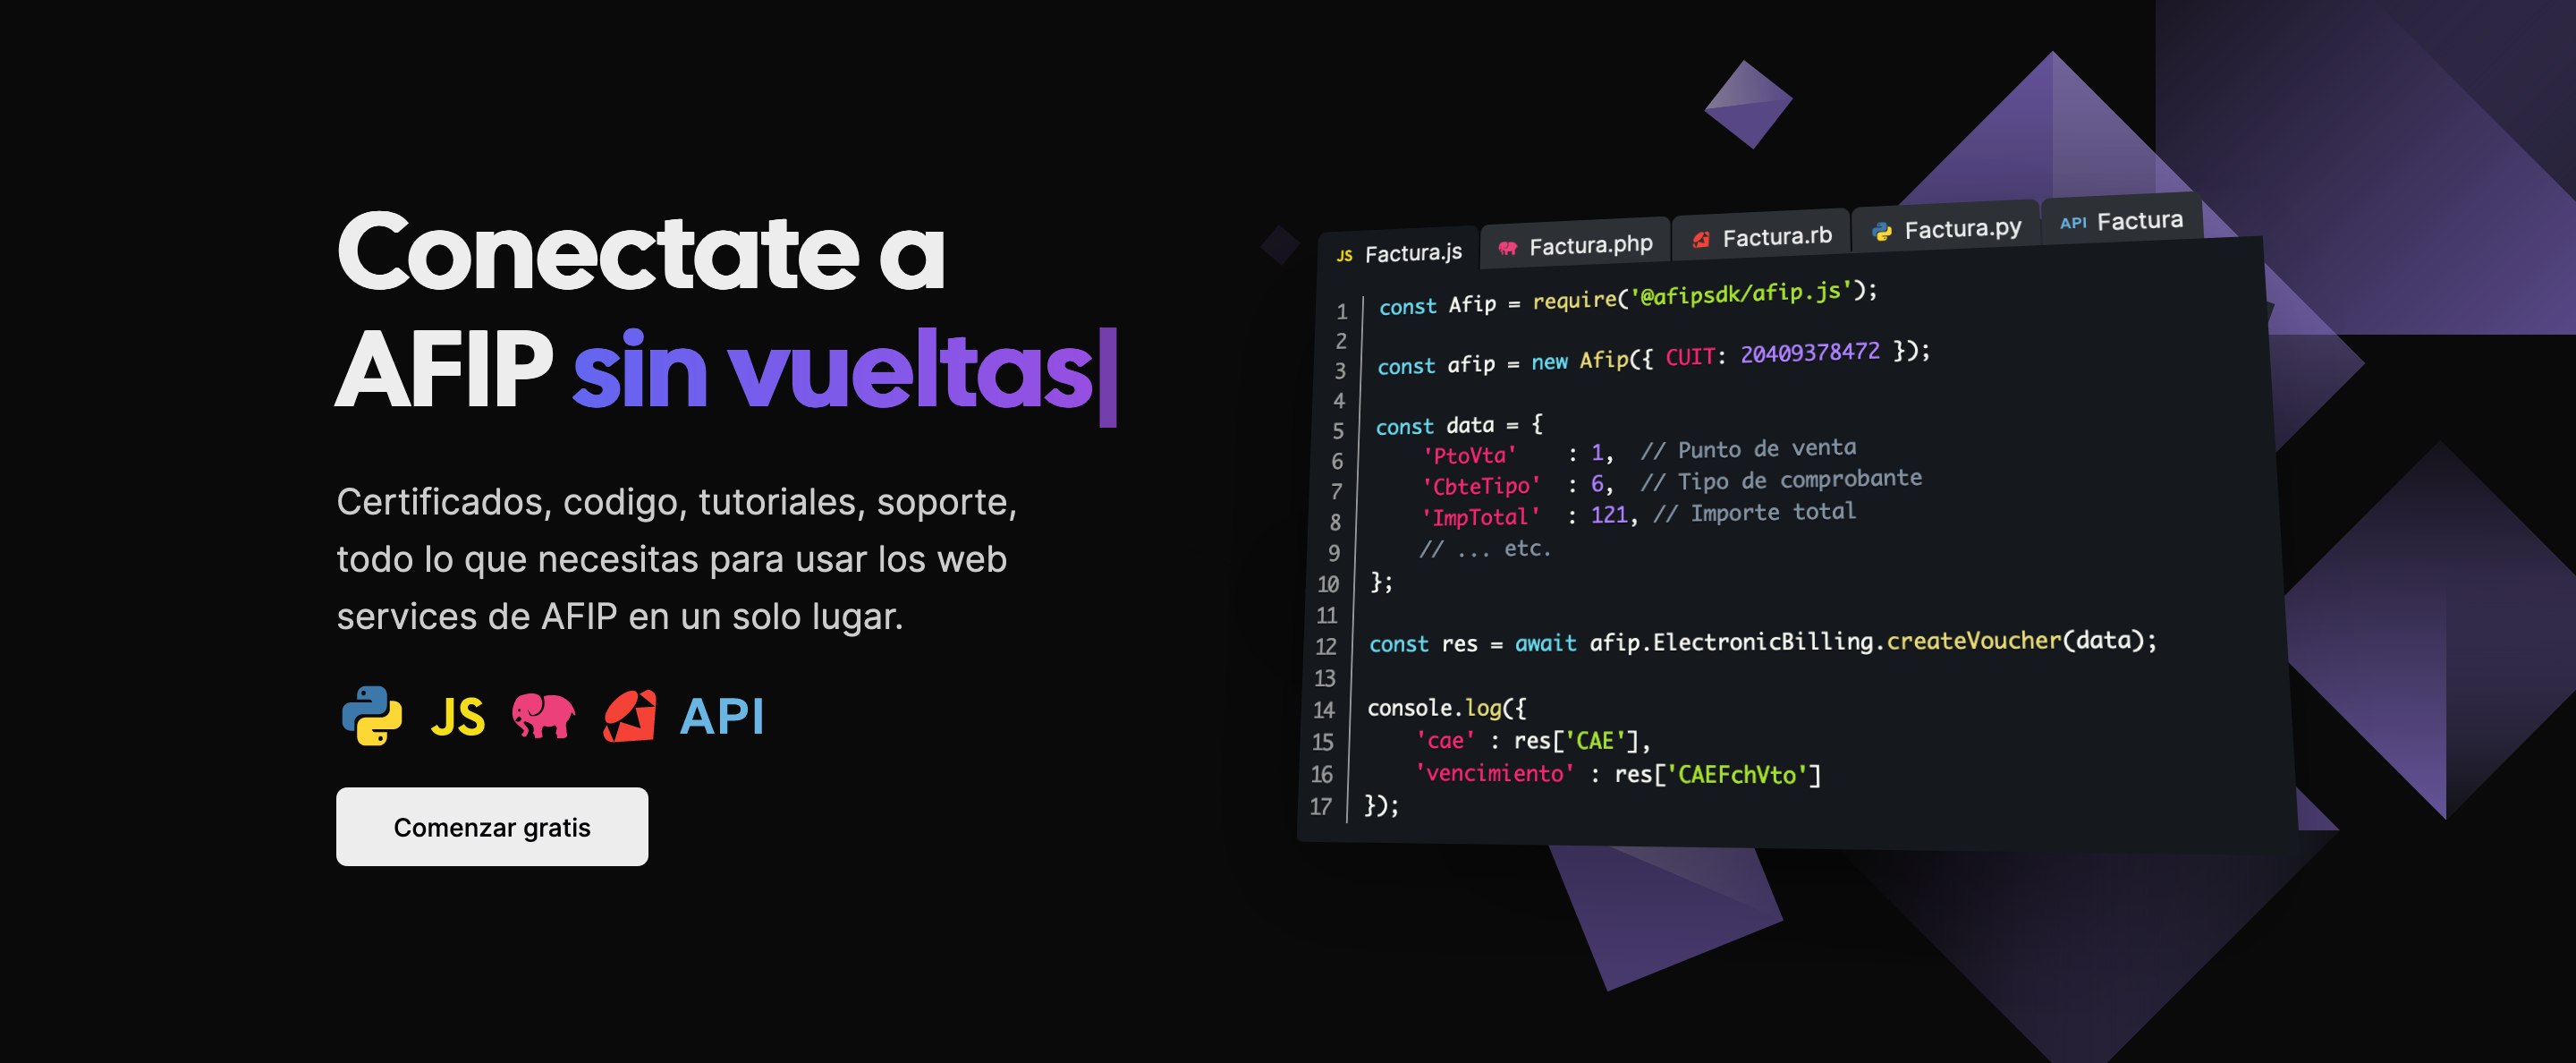 Conectate a
AFIP sin vueltas
Certificados, codigo, tutoriales, soporte,
todo lo que necesitas para usar los web
services de AFIP en un solo lugar.
JS API
Comenzar gratis
JS Factura.js
Factura.php
Factura.rb
Factura.py
API Factura
1 const Afip = require('@afipsdk/afip.js');
2
3 const afip = new Afip({ CUIT: 20409378472 });
4
5 const data = {
6 'PtoVta' : 1, // Punto de venta
7 'CbteTipo' : 6, // Tipo de comprobante
8 'ImpTotal' : 121, // Importe total
9 // ... etc.
10 };
11
12 const res = await afip.ElectronicBilling.createVoucher(data);
13
14 console.log({
15 'cae' : res['CAE'],
16 'vencimiento' : res['CAEFchVto']
17 });